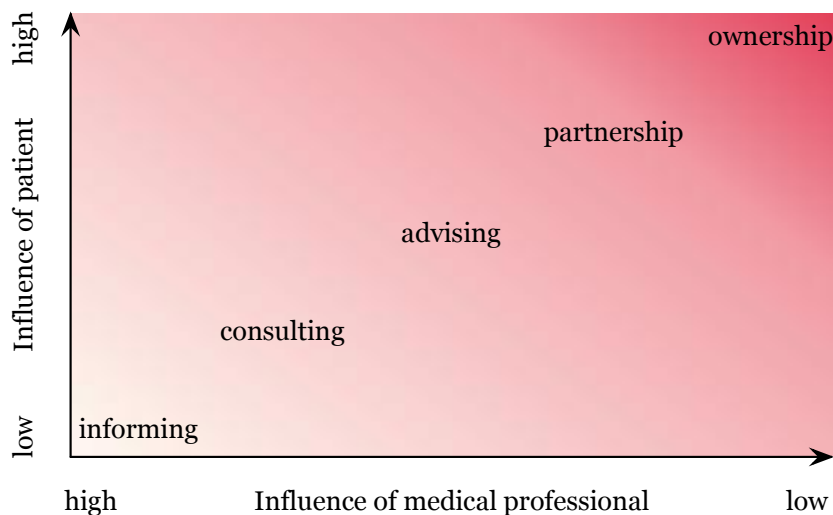 high
ownership
partnership
Influence of patient
advising
consulting
low
informing
high
Influence of medical professional
low